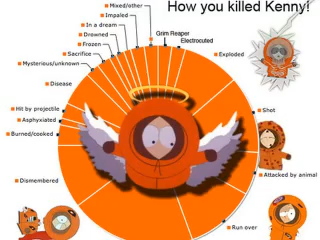 How you killed Kenny!
Mixed/other
Impaled
In a dream
Drowned
Frozen
Sacrifice
Mysterious/unknown
Disease
Hit by projectile
Asphyxiated
Burned/cooked
Dismembered
Grim Reaper
Electrocuted
Exploded
Shot
Attacked by animal
Run over